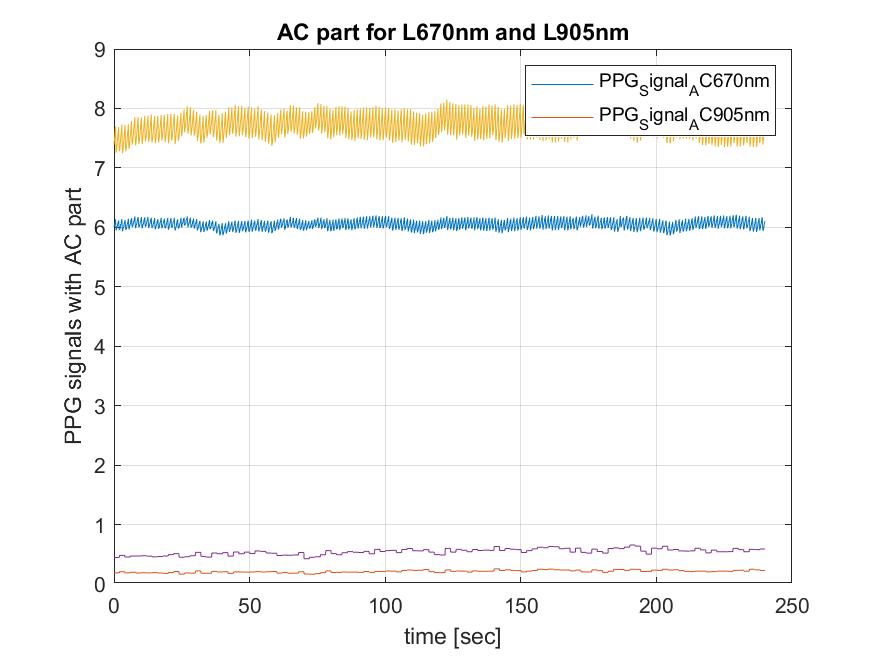 AC part for L670nm and L905nm
PPG_Signal_AC670nm
PPG_Signal_AC905nm
PPG signals with AC part
9
8
7
6
5
4
3
2
1
0
0 50 100 150 200 250
time [sec]